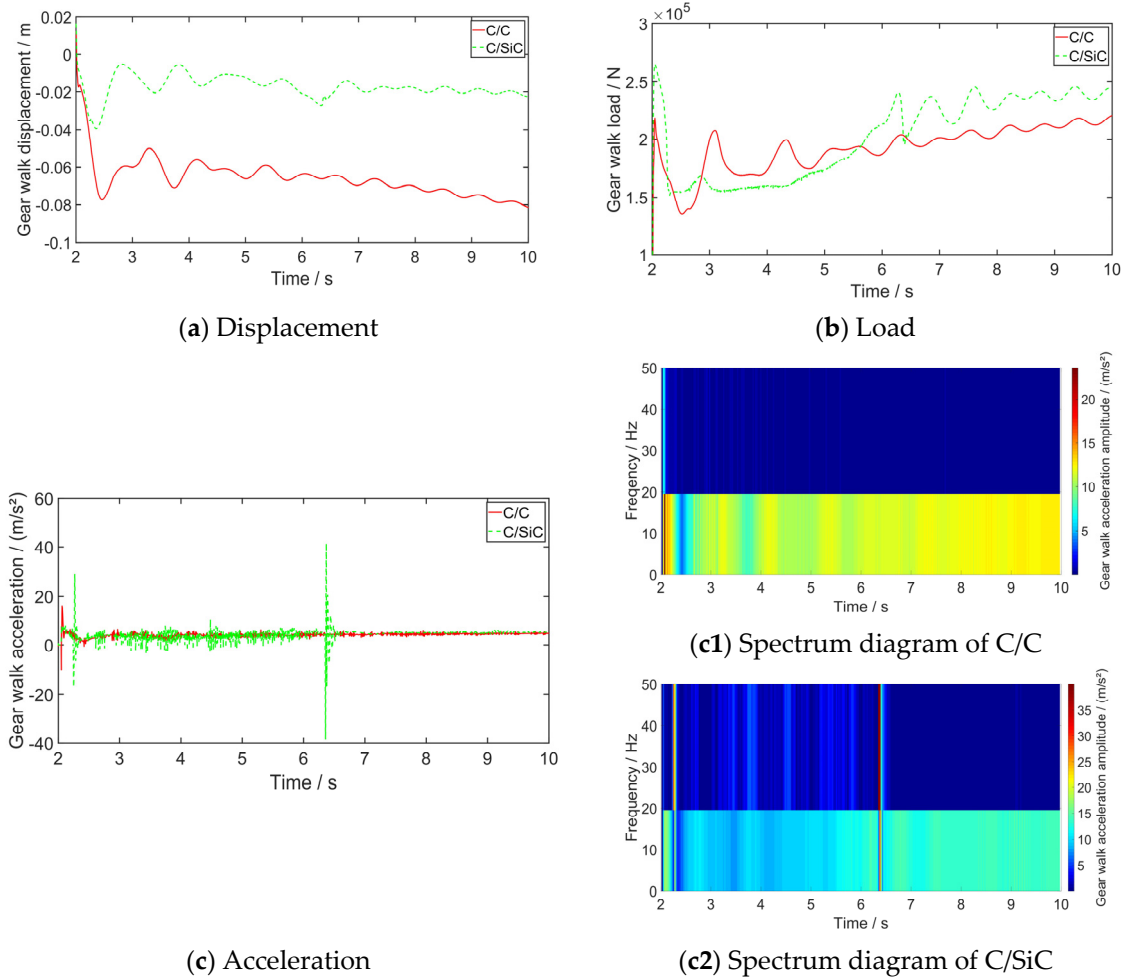 0.02
0
-0.02
-0.04
-0.06
-0.08
-0.1
Gear walk displacement / m
C/C
C/SiC
2 3 4 5 6 7 8 9 10
Time / s
(a) Displacement
3 × 10⁵
2.5
2
1.5
1
Gear walk load / N
C/C
C/SiC
2 3 4 5 6 7 8 9 10
Time / s
(b) Load
60
40
20
0
-20
-40
Gear walk acceleration / (m/s²)
C/C
C/SiC
2 3 4 5 6 7 8 9 10
Time / s
(c) Acceleration
50
40
30
20
10
0
Freqency / Hz
2 3 4 5 6 7 8 9 10
Time / s
20
15
10
5
Gear walk acceleration amplitude / (m/s²)
(c1) Spectrum diagram of C/C
50
40
30
20
10
0
Frequency / Hz
2 3 4 5 6 7 8 9 10
Time / s
35
30
25
20
15
10
5
Gear walk acceleration amplitude / (m/s²)
(c2) Spectrum diagram of C/SiC